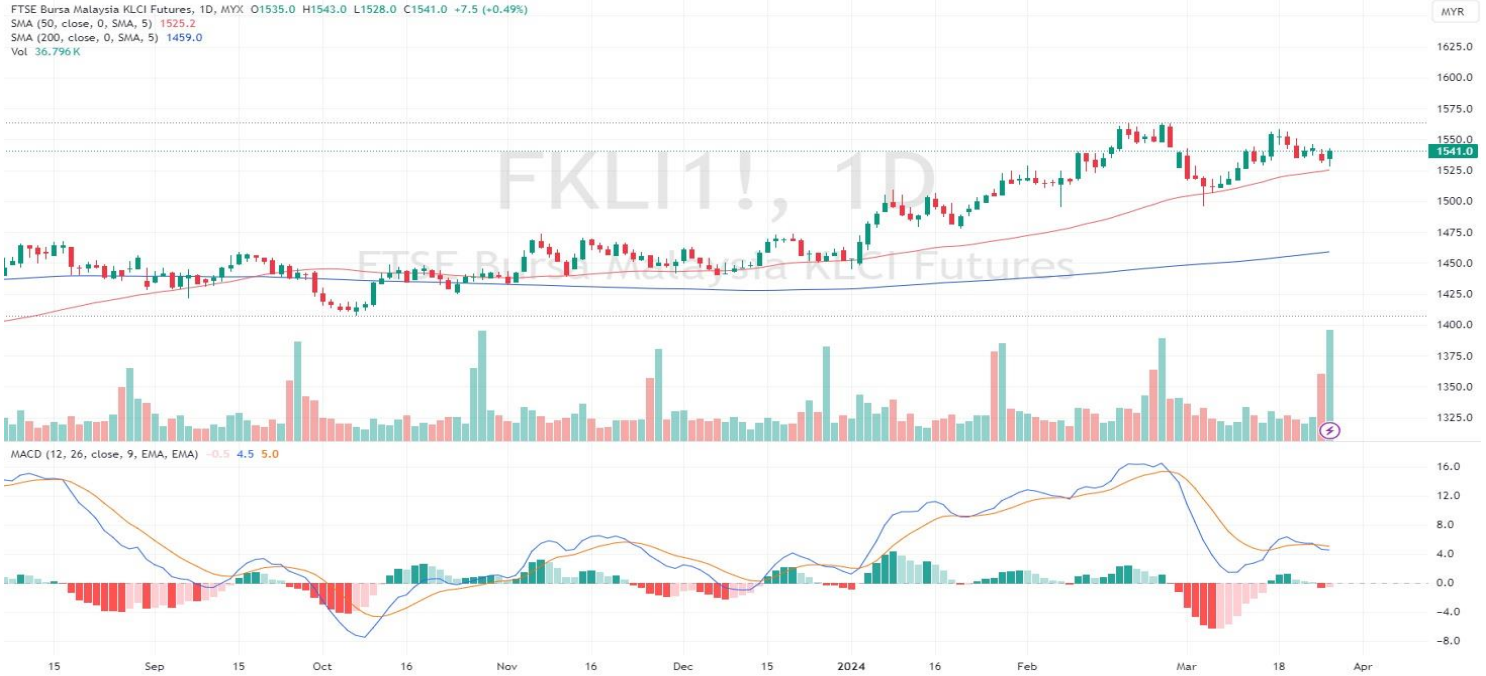 FTSE Bursa Malaysia KLCI Futures, 1D, MYX O1535.0 H1543.0 L1528.0 C1541.0 +7.5 (+0.49%)
MYR
SMA (50, close, 0, SMA, 5) 1525.2
SMA (200, close, 0, SMA, 5) 1459.0
Vol 36.796 K
1625.0
1600.0
1575.0
1550.0
1541.0
1525.0
1500.0
1475.0
1450.0
1425.0
1400.0
1375.0
1350.0
1325.0
FKLI1!, 1D
FTSE Bursa Malaysia KLCI Futures
MACD (12, 26, close, 9, EMA, EMA) -0.5 4.5 5.0
16.0
12.0
8.0
4.0
0.0
-4.0
-8.0
15 Sep 15 Oct 16 Nov 16 Dec 15 2024 16 Feb Mar 18 Apr